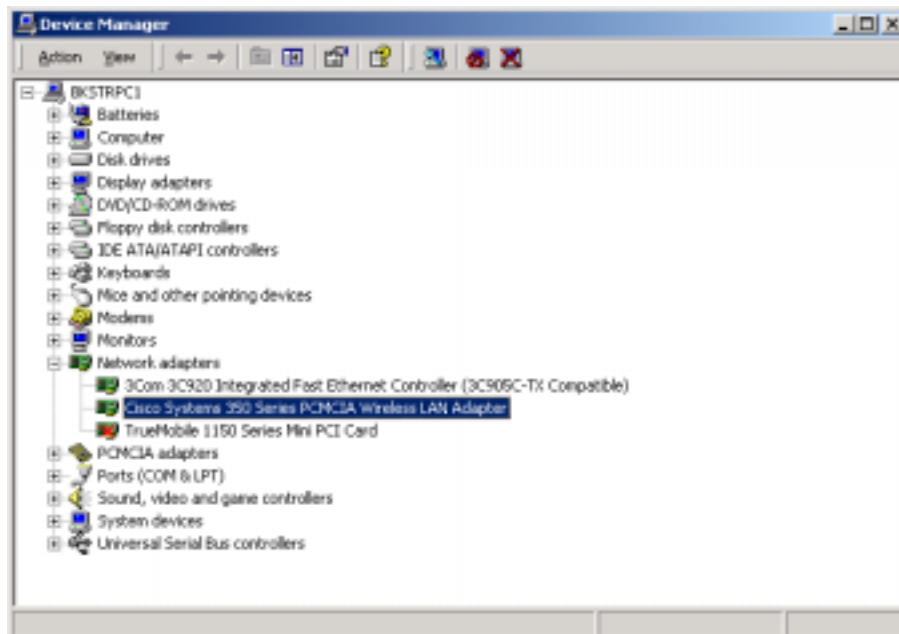 Device Manager
Action View
BKSTRPC1
Batteries
Computer
Disk drives
Display adapters
DVD/CD-ROM drives
Floppy disk controllers
IDE ATA/ATAPI controllers
Keyboards
Mice and other pointing devices
Modems
Monitors
Network adapters
3Com 3C920 Integrated Fast Ethernet Controller (3C905C-TX Compatible)
Cisco Systems 350 Series PCMCIA Wireless LAN Adapter
TrueMobile 1150 Series Mini PCI Card
PCMCIA adapters
Ports (COM & LPT)
Sound, video and game controllers
System devices
Universal Serial Bus controllers